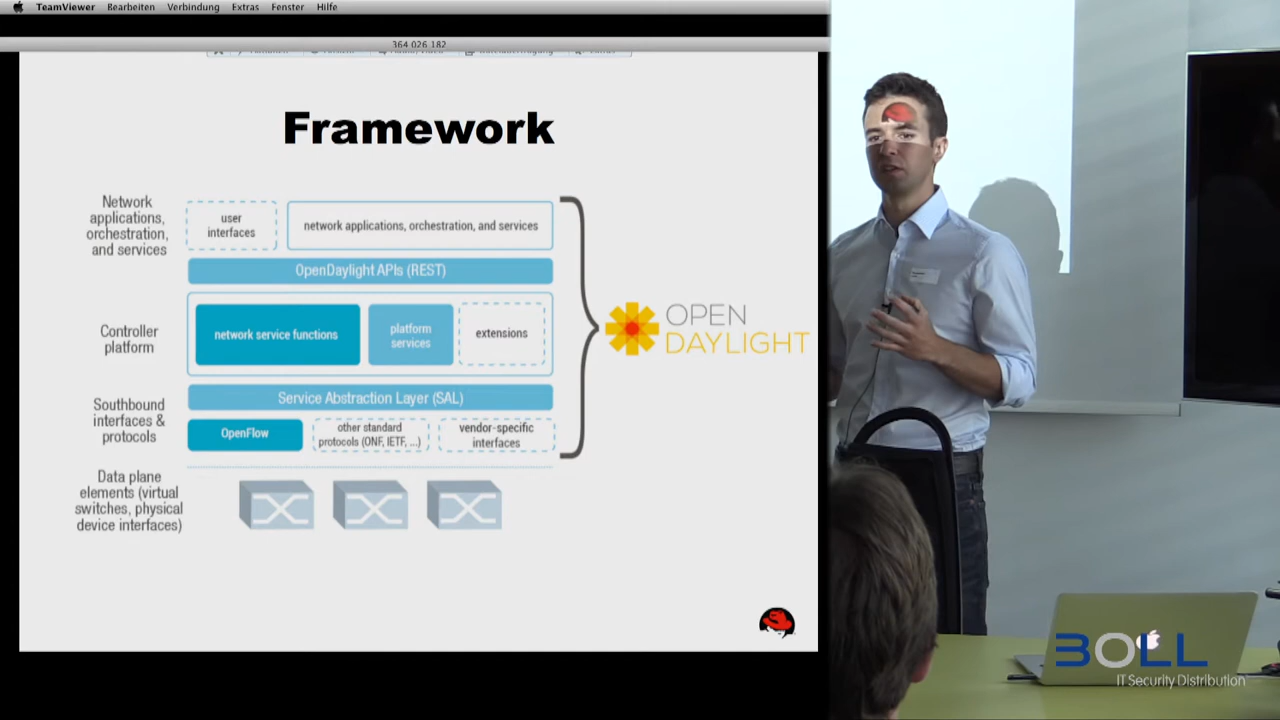 TeamViewer Bearbeiten Verbindung Extras Fenster Hilfe
364 026 182
Framework
Network
applications,
orchestration,
and services
user
interfaces
network applications, orchestration, and services
OpenDaylight APIs (REST)
Controller
platform
network service functions
platform
services
extensions
Service Abstraction Layer (SAL)
Southbound
interfaces &
protocols
OpenFlow
other standard
protocols (ONF, IETF, ...)
vendor-specific
interfaces
Data plane
elements (virtual
switches, physical
device interfaces)
OPEN
DAYLIGHT
BOLL
IT Security Distribution